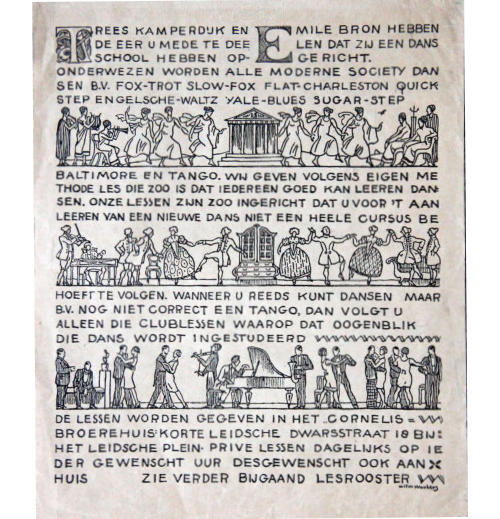 TREES KAMPERDIJK EN EMILE BRON HEBBEN
DE EER U MEDE TE DEELEN DAT ZIJ EEN DANS
SCHOOL HEBBEN OPGERICHT.
ONDERWEZEN WORDEN ALLE MODERNE SOCIETY DAN
SEN B.V. FOX-TROT SLOW-FOX FLAT-CHARLESTON QUICK
STEP ENGELSCHE-WALTZ YALE-BLUES SUGAR-STEP
BALTIMORE EN TANGO. WIJ GEVEN VOLGENS EIGEN ME
THODE LES DIE ZOO IS DAT IEDEREEN GOED KAN LEEREN DAN-
SEN. ONZE LESSEN ZIJN ZOO INGERICHT DAT U VOOR 'T AAN
LEEREN VAN EEN NIEUWE DANS NIET EEN HEELE CURSUS BE
HOEFT TE VOLGEN. WANNEER U REEDS KUNT DANSEN MAAR
B.V. NOG NIET CORRECT EEN TANGO, DAN VOLGT U
ALLEEN DIE CLUBLESSEN WAAROP DAT OOGENBLIK
DIE DANS WORDT INGESTUDEERD
DE LESSEN WORDEN GEGEVEN IN HET "CORNELIS =
BROEREHUIS" KORTE LEIDSCHE DWARSSTRAAT 18 BIJ:
HET LEIDSCHE PLEIN. PRIVE LESSEN DAGELIJKS OP IE
DER GEWENSCHT UUR DESGEWENSCHT OOK AAN
HUIS ZIE VERDER BIJGAAND LESROOSTER